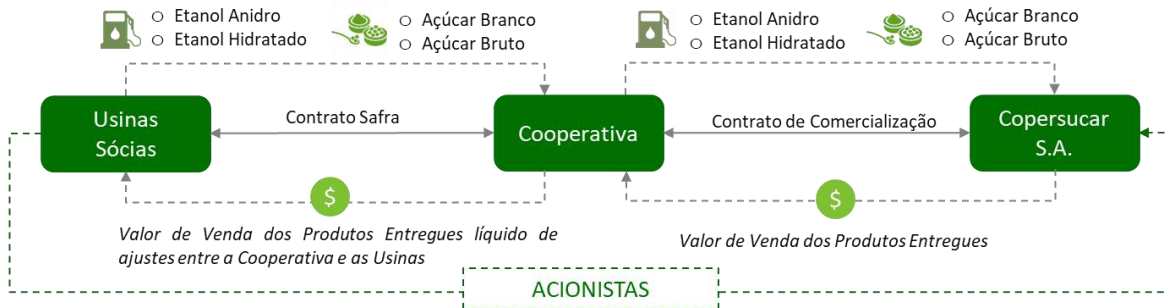 Etanol Anidro
Etanol Hidratado
Açúcar Branco
Açúcar Bruto
Etanol Anidro
Etanol Hidratado
Açúcar Branco
Açúcar Bruto
Usinas
Sócias
Contrato Safra
Cooperativa
Contrato de Comercialização
Copersucar
S.A.
$
$
Valor de Venda dos Produtos Entregues líquido de
ajustes entre a Cooperativa e as Usinas
Valor de Venda dos Produtos Entregues
ACIONISTAS